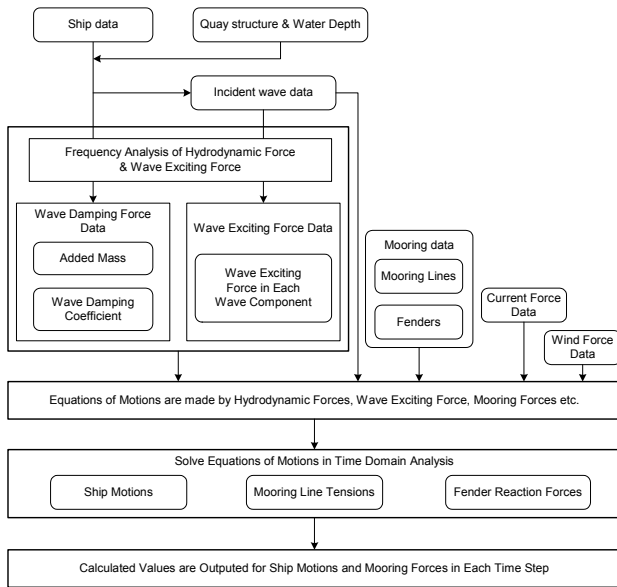 Ship data
Quay structure & Water Depth
Incident wave data
Frequency Analysis of Hydrodynamic Force
& Wave Exciting Force
Wave Damping Force
Data
Added Mass
Wave Damping
Coefficient
Wave Exciting Force Data
Wave Exciting
Force in Each
Wave Component
Mooring data
Mooring Lines
Fenders
Current Force
Data
Wind Force
Data
Equations of Motions are made by Hydrodynamic Forces, Wave Exciting Force, Mooring Forces etc.
Solve Equations of Motions in Time Domain Analysis
Ship Motions
Mooring Line Tensions
Fender Reaction Forces
Calculated Values are Outputed for Ship Motions and Mooring Forces in Each Time Step